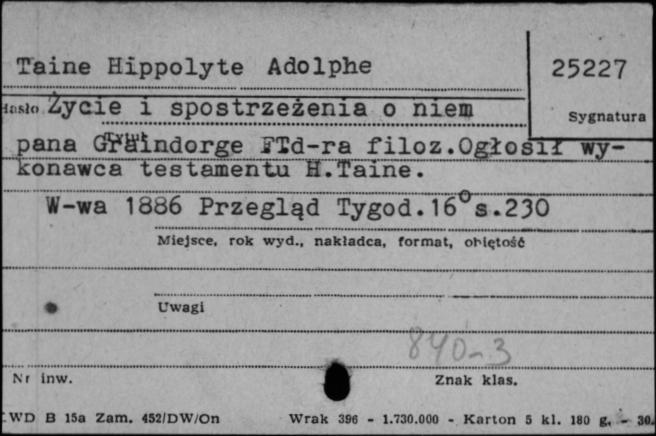 Taine Hippolyte Adolphe
25227
Hasło Życie i spostrzeżenia o niem
Sygnatura
Tytuł
pana Graindorge FTd-ra filoz.Ogłosił wy-
konawca testamentu H.Taine.
W-wa 1886 Przegląd Tygod.16° s.230
Miejsce, rok wyd., nakładca, format, objętość
Uwagi
840-3
Nr inw.
Znak klas.
WD B 15a Zam. 452/DW/On Wrak 396 - 1.730.000 - Karton 5 kl. 180 g. - 30.